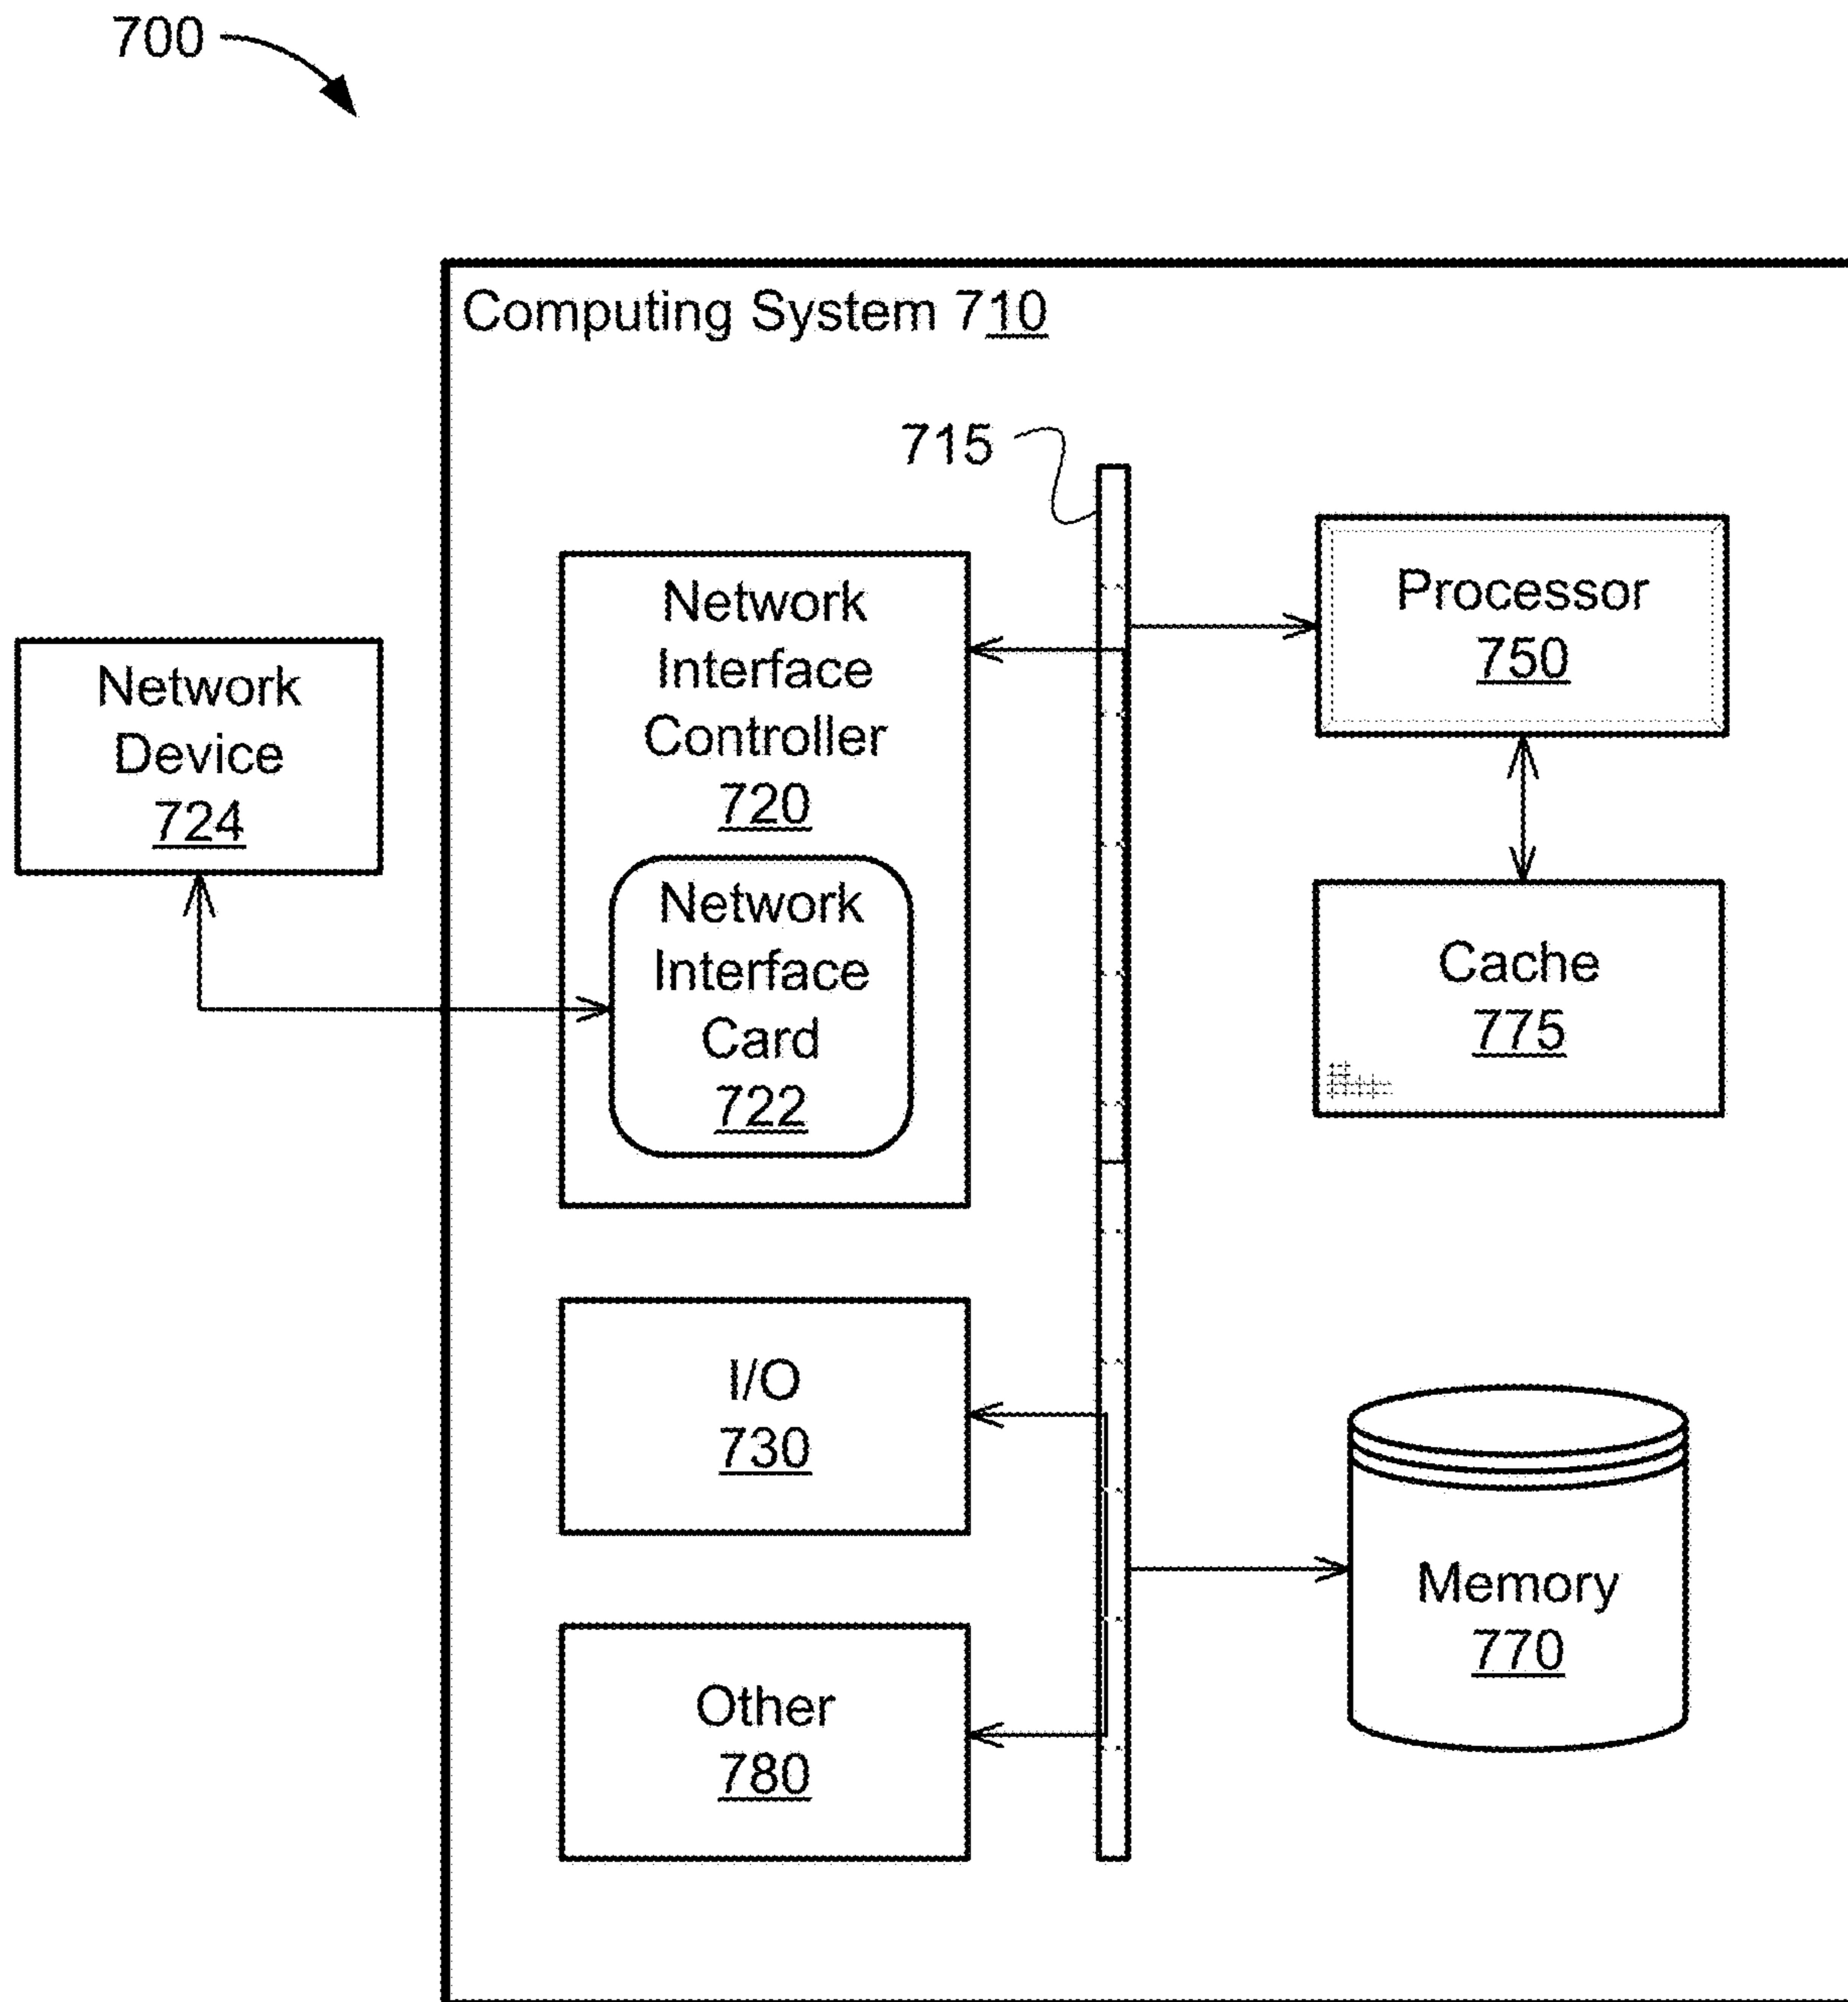 700
Computing System 710
715
Network
Interface
Controller
720
Network
Interface
Card
722
Network
Device
724
Processor
750
Cache
775
I/O
730
Memory
770
Other
780